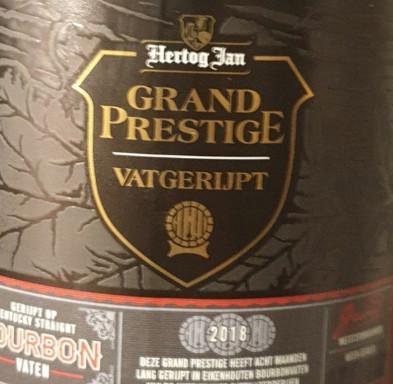 Hertog Jan
GRAND
PRESTIGE
VATGERIJPT
GERIJPT OP
KENTUCKY STRAIGHT
BOURBON
VATEN
2018
DEZE GRAND PRESTIGE HEEFT ACHT MAANDEN
LANG GERIJPT IN EIKENHOUTEN BOURBONVATEN